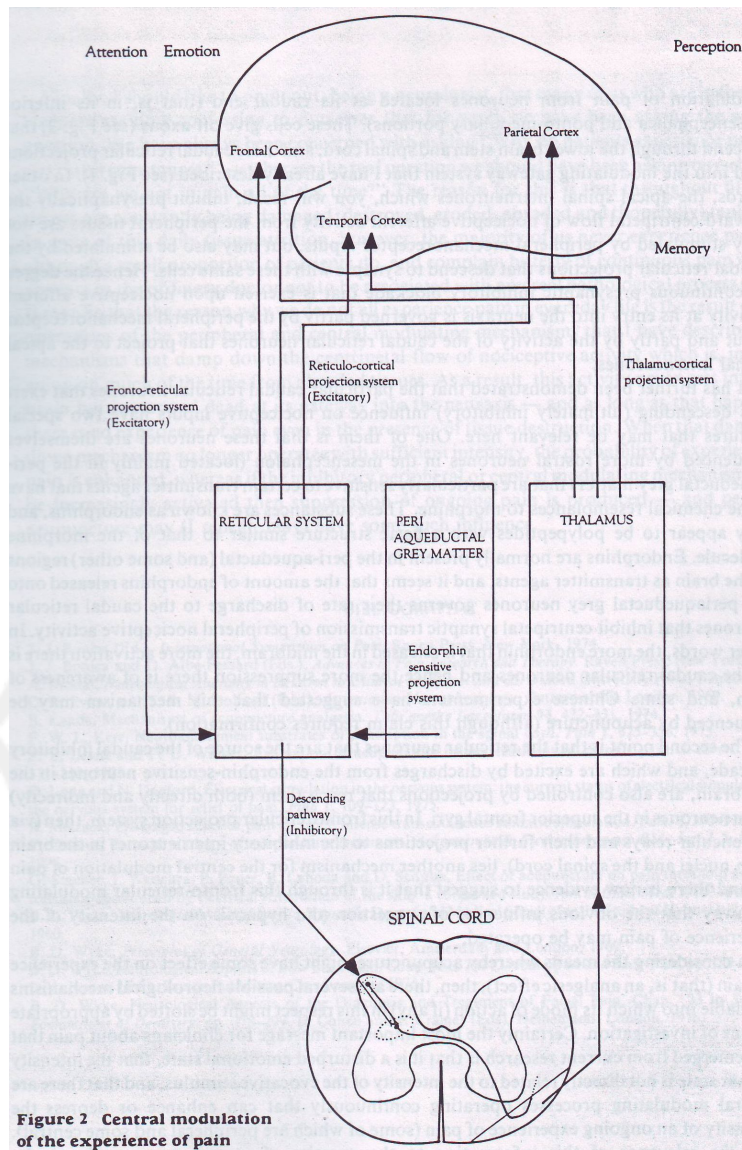 Attention Emotion
Perception
Parietal Cortex
Frontal Cortex
Temporal Cortex
Memory
Fronto-reticular
projection system
(Excitatory)
Reticulo-cortical
projection system
(Excitatory)
Thalamu-cortical
projection system
RETICULAR SYSTEM
PERI
AQUEDUCTAL
GREY MATTER
THALAMUS
Endorphin
sensitive
projection
system
Descending
pathway
(Inhibitory)
SPINAL CORD
Figure 2 Central modulation
of the experience of pain